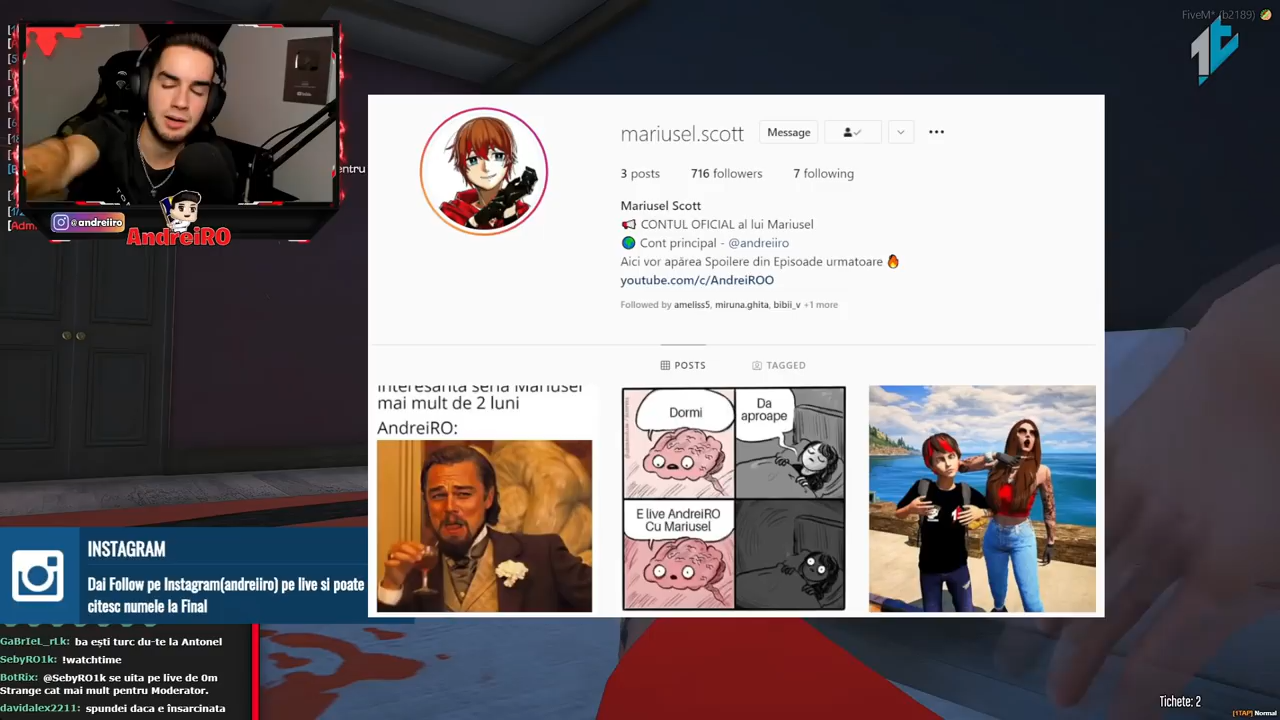 FiveM* (b2189)
@andreiiro
AndreiRO
pentru
mariusel.scott
Message
3 posts 716 followers 7 following
Mariusel Scott
CONTUL OFICIAL al lui Mariusel
Cont principal - @andreiiro
Aici vor apărea Spoilere din Episoade urmatoare
youtube.com/c/AndreiROO
Followed by ameliss5, miruna.ghita, bibii_v +1 more
POSTS TAGGED
interesanta seria Mariusel
mai mult de 2 luni
AndreiRO:
Dormi
Da
aproape
E live AndreiRO
Cu Mariusel
INSTAGRAM
Dai Follow pe Instagram(andreiiro) pe live si poate
citesc numele la Final
GaBrIeL_rLk: ba ești turc du-te la Antonel
SebyRO1k: !watchtime
BotRix: @SebyRO1k se uita pe live de 0m
Strange cat mai mult pentru Moderator.
davidalex2211: spundei daca e însarcinata
Tichete: 2
[1TAP] Normal